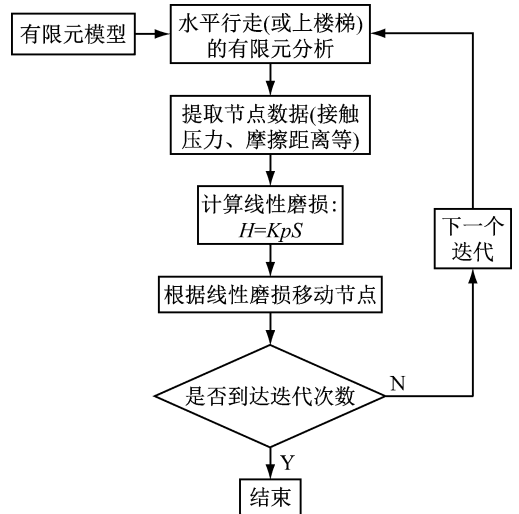 有限元模型
水平行走(或上楼梯)
的有限元分析
提取节点数据(接触
压力、摩擦距离等)
计算线性磨损:
H=KpS
下一个
迭代
根据线性磨损移动节点
是否到达迭代次数
N
Y
结束